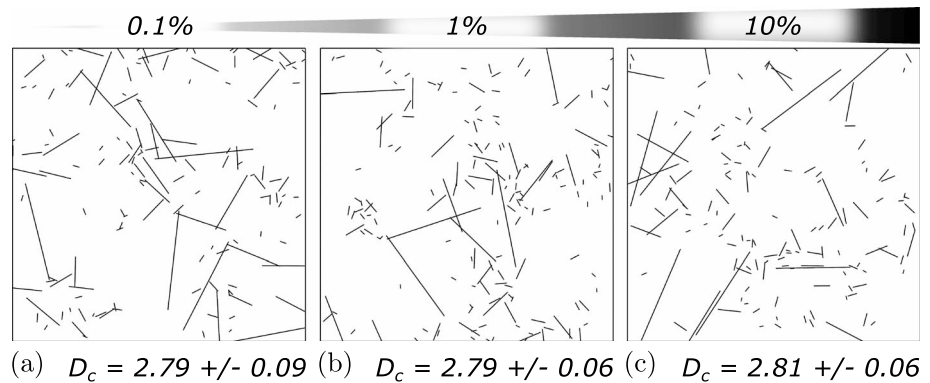 0.1% 1% 10%
(a) D_c = 2.79 +/- 0.09 (b) D_c = 2.79 +/- 0.06 (c) D_c = 2.81 +/- 0.06